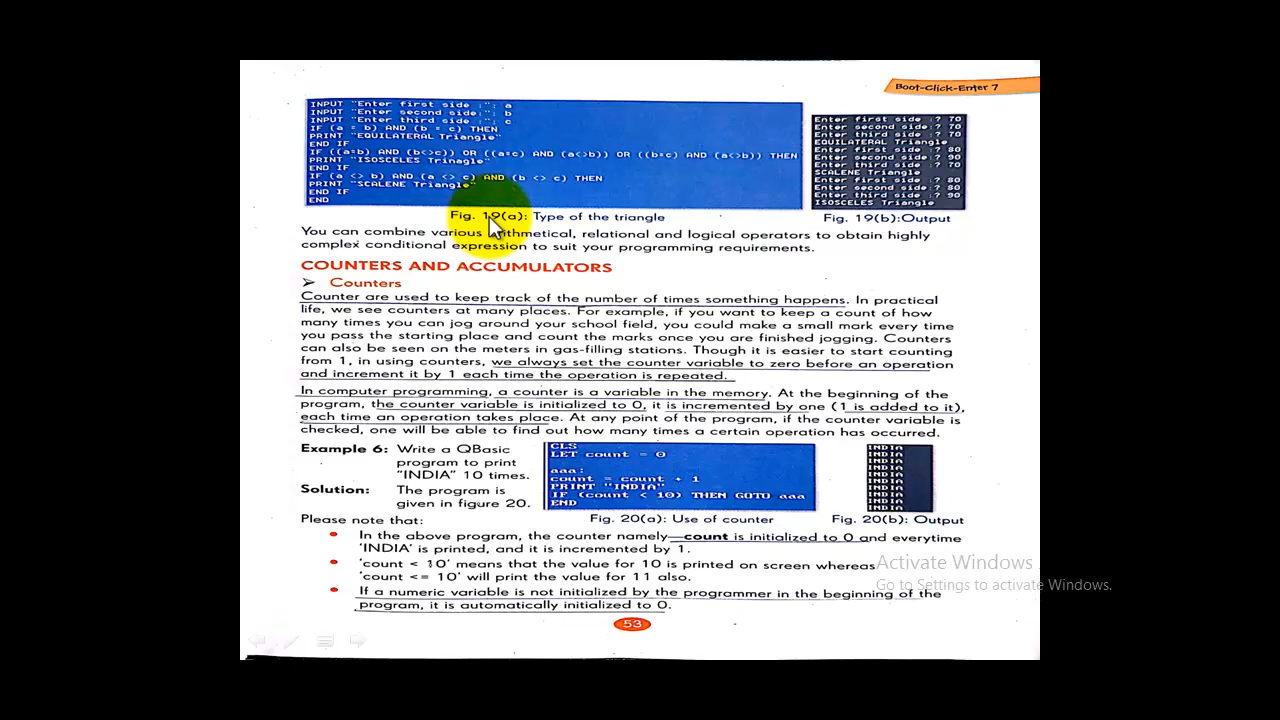 Boot-Click-Enter 7
INPUT "Enter first side :": a
INPUT "Enter second side:": b
INPUT "Enter third side :": c
IF (a = b) AND (b = c) THEN
PRINT "EQUILATERAL Triangle"
END IF
IF ((a=b) AND (b<>c)) OR ((a=c) AND (a<>b)) OR ((b=c) AND (a<>b)) THEN
PRINT "ISOSCELES Trinagle"
END IF
IF (a <> b) AND (a <> c) AND (b <> c) THEN
PRINT "SCALENE Triangle"
END IF
END
Enter first side :? 70
Enter second side :? 70
Enter third side :? 70
EQUILATERAL Triangle
Enter first side :? 80
Enter second side :? 90
Enter third side :? 70
SCALENE Triangle
Enter first side :? 80
Enter second side :? 80
Enter third side :? 90
ISOSCELES Triangle
Fig. 19(a): Type of the triangle
Fig. 19(b):Output
You can combine various arithmetical, relational and logical operators to obtain highly
complex conditional expression to suit your programming requirements.
COUNTERS AND ACCUMULATORS
➢ Counters
Counter are used to keep track of the number of times something happens. In practical
life, we see counters at many places. For example, if you want to keep a count of how
many times you can jog around your school field, you could make a small mark every time
you pass the starting place and count the marks once you are finished jogging. Counters
can also be seen on the meters in gas-filling stations. Though it is easier to start counting
from 1, in using counters, we always set the counter variable to zero before an operation
and increment it by 1 each time the operation is repeated.
In computer programming, a counter is a variable in the memory. At the beginning of the
program, the counter variable is initialized to 0, it is incremented by one (1 is added to it),
each time an operation takes place. At any point of the program, if the counter variable is
checked, one will be able to find out how many times a certain operation has occurred.
Example 6: Write a QBasic
program to print
"INDIA" 10 times.
Solution: The program is
given in figure 20.
CLS
LET count = 0
aaa:
count = count + 1
PRINT "INDIA"
IF (count < 10) THEN GOTO aaa
END
INDIA
INDIA
INDIA
INDIA
INDIA
INDIA
INDIA
INDIA
INDIA
INDIA
Fig. 20(a): Use of counter
Fig. 20(b): Output
Please note that:
• In the above program, the counter namely count is initialized to 0 and everytime
'INDIA' is printed, and it is incremented by 1.
• 'count < 10' means that the value for 10 is printed on screen whereas
'count <= 10' will print the value for 11 also.
• If a numeric variable is not initialized by the programmer in the beginning of the
program, it is automatically initialized to 0.
53
Activate Windows
Go to Settings to activate Windows.